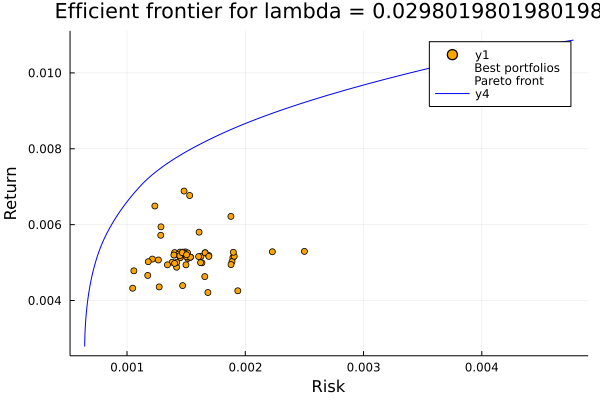 Efficient frontier for lambda = 0.0298019801980198
y1
Best portfolios
Pareto front
y4
0.010
0.008
0.006
0.004
Return
0.001
0.002
0.003
0.004
Risk